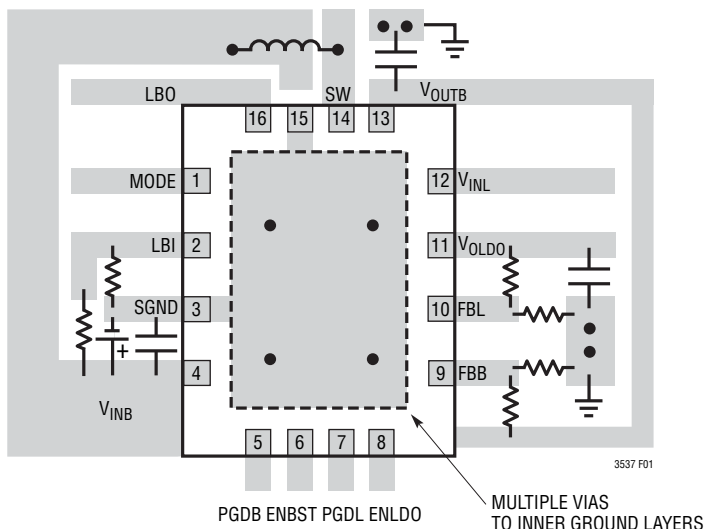 LBO SW VOUTB
16 15 14 13
MODE 1 12 VINL
LBI 2 11 VOLDO
SGND 3 10 FBL
+
4 9 FBB
VINB
5 6 7 8
3537 F01
PGDB ENBST PGDL ENLDO
MULTIPLE VIAS
TO INNER GROUND LAYERS